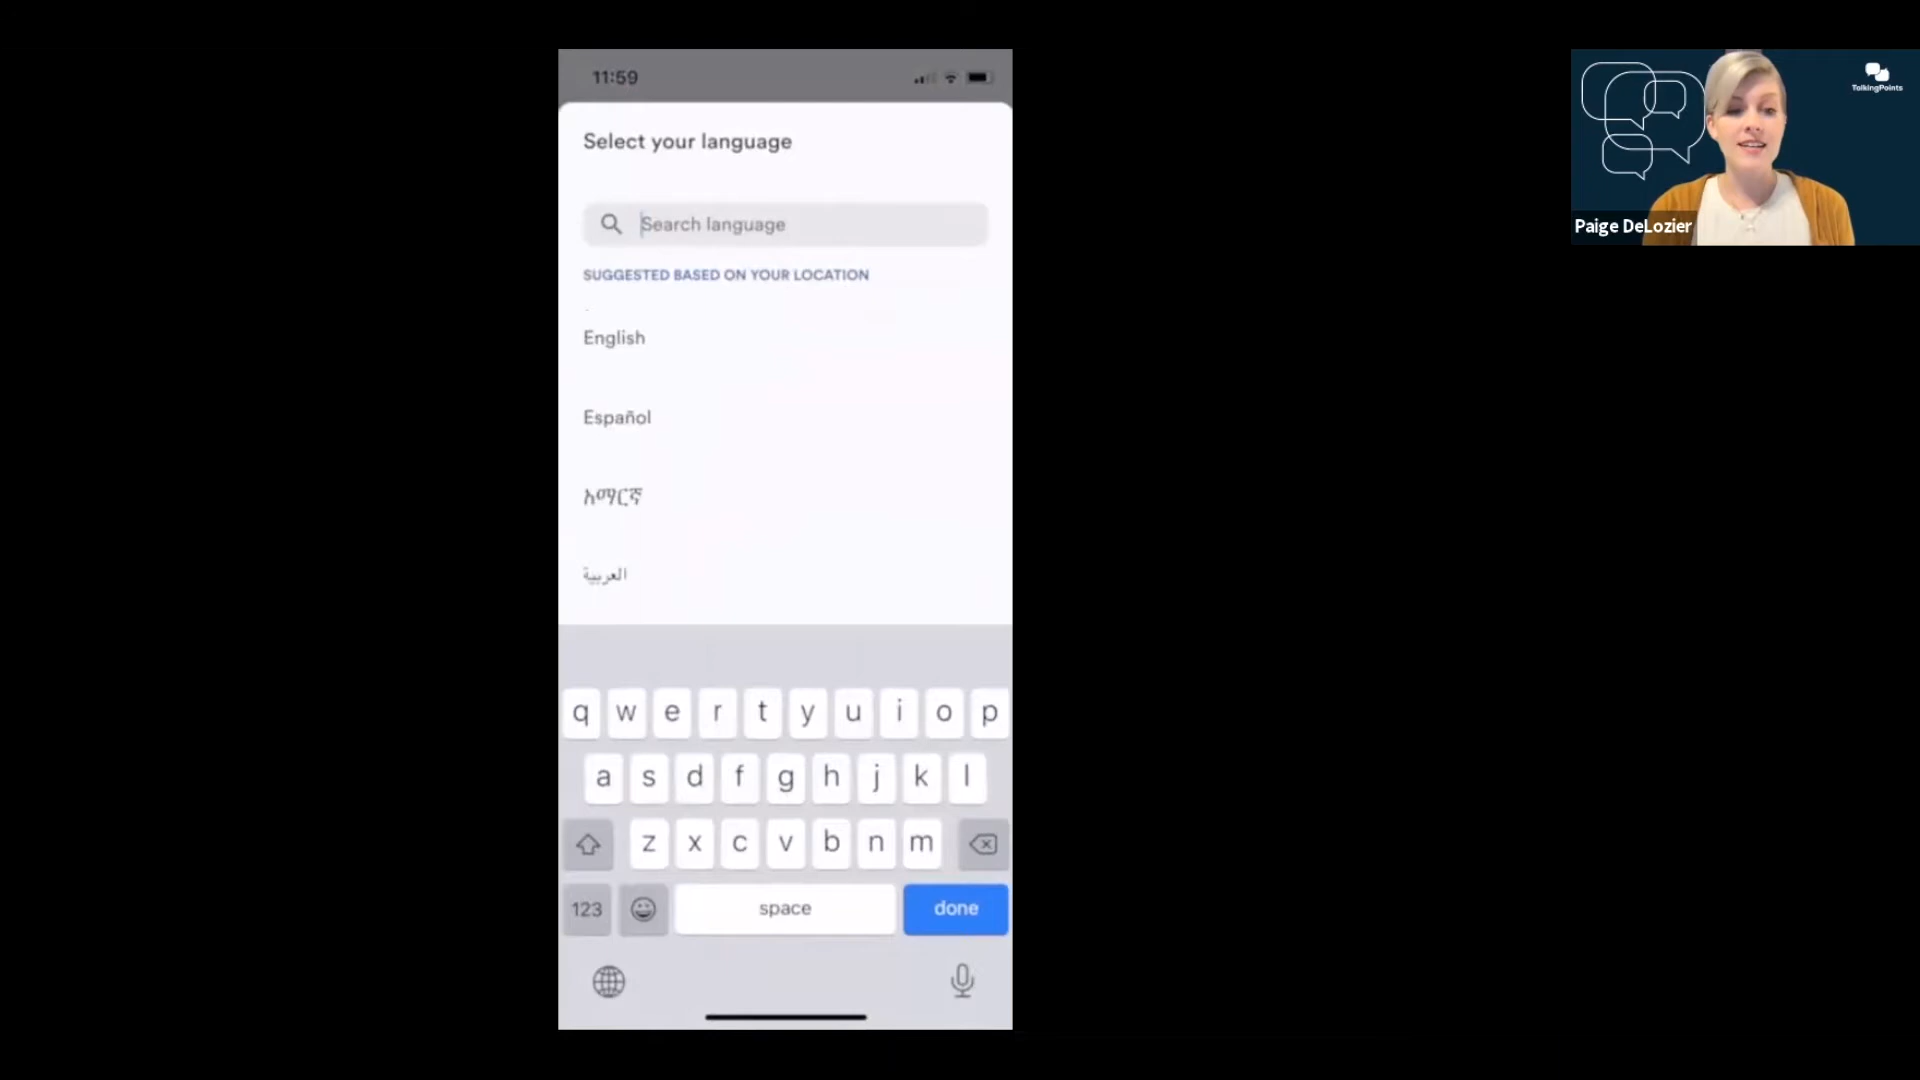 11:59
Select your language
Search language
SUGGESTED BASED ON YOUR LOCATION
English
Español
አማርኛ
العربية
q w e r t y u i o p
a s d f g h j k l
z x c v b n m
123 space done
TalkingPoints
Paige DeLozier